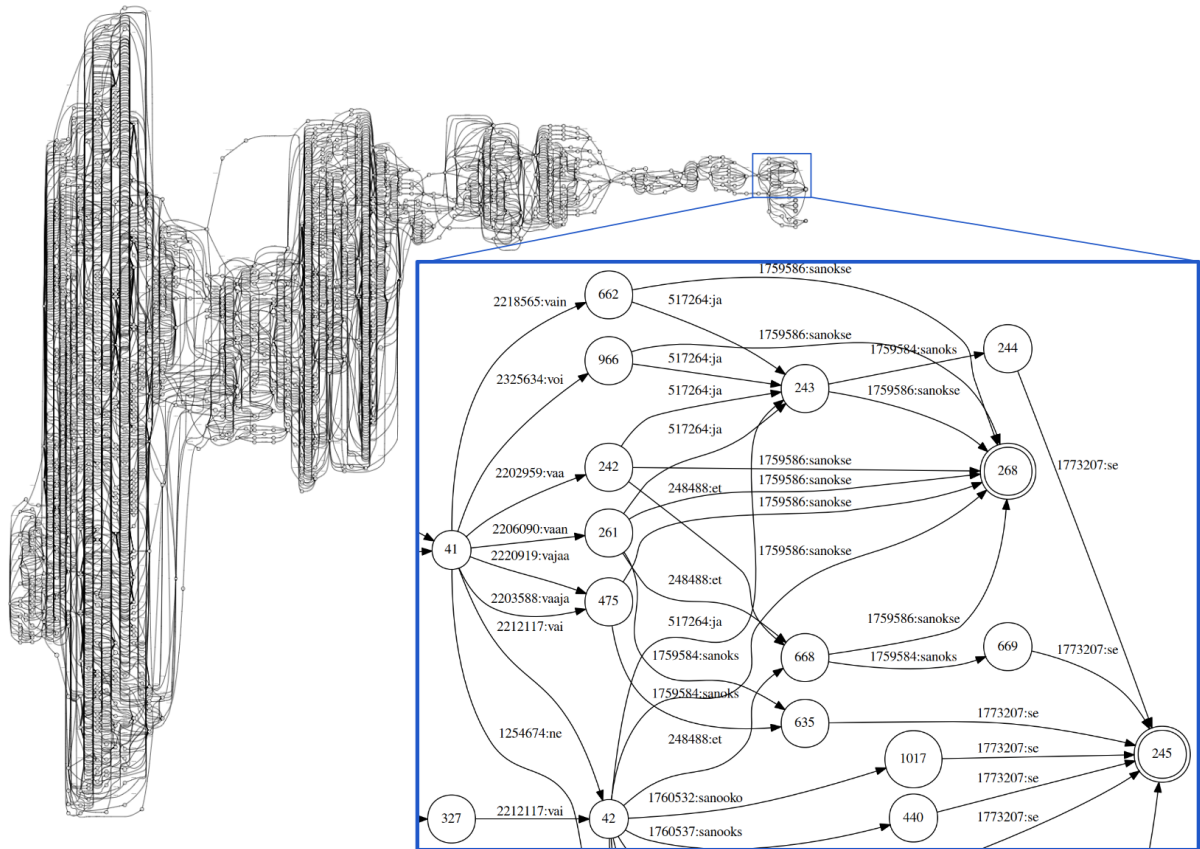 1759586:sanokse
2218565:vain
662
517264:ja
1759586:sanokse
1759584:sanoks
244
966
517264:ja
2325634:voi
517264:ja
243
1759586:sanokse
517264:ja
2202959:vaa
242
1759586:sanokse
1773207:se
268
248488:et
1759586:sanokse
1759586:sanokse
2206090:vaan
261
41
2220919:vajaa
1759586:sanokse
248488:et
2203588:vaaja
475
2212117:vai
517264:ja
1759586:sanokse
669
1759584:sanoks
668
1759584:sanoks
1773207:se
1759584:sanoks
635
1773207:se
1254674:ne
248488:et
245
1017
1773207:se
1773207:se
1760532:sanooko
327
2212117:vai
42
440
1773207:se
1760537:sanooks